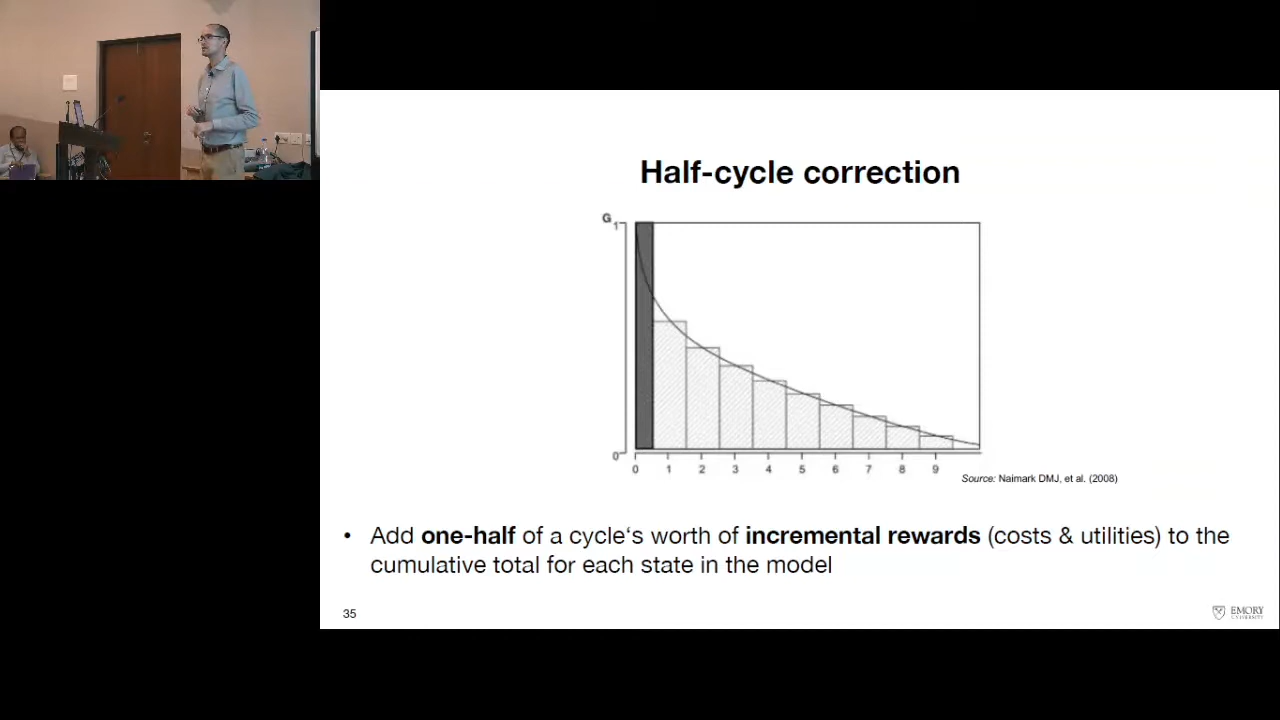 Half-cycle correction
G
1
0
0 1 2 3 4 5 6 7 8 9
Source: Naimark DMJ, et al. (2008)
• Add one-half of a cycle‘s worth of incremental rewards (costs & utilities) to the
cumulative total for each state in the model
35
EMORY
UNIVERSITY